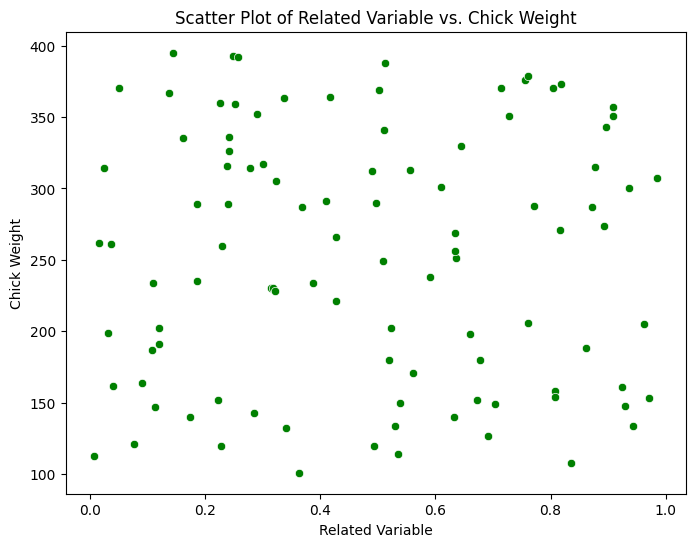 Scatter Plot of Related Variable vs. Chick Weight
400
350
300
250
200
150
100
Chick Weight
0.0 0.2 0.4 0.6 0.8 1.0
Related Variable